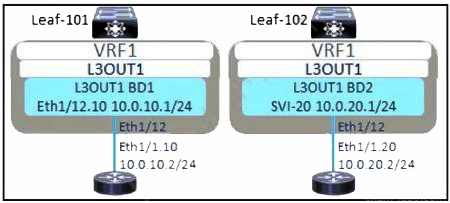 Leaf-101
VRF1
L3OUT1
L3OUT1 BD1
Eth1/12.10 10.0.10.1/24
Eth1/12
Eth1/1.10
10.0.10.2/24
Leaf-102
VRF1
L3OUT1
L3OUT1 BD2
SVI-20 10.0.20.1/24
Eth1/12
Eth1/1.20
10.0.20.2/24